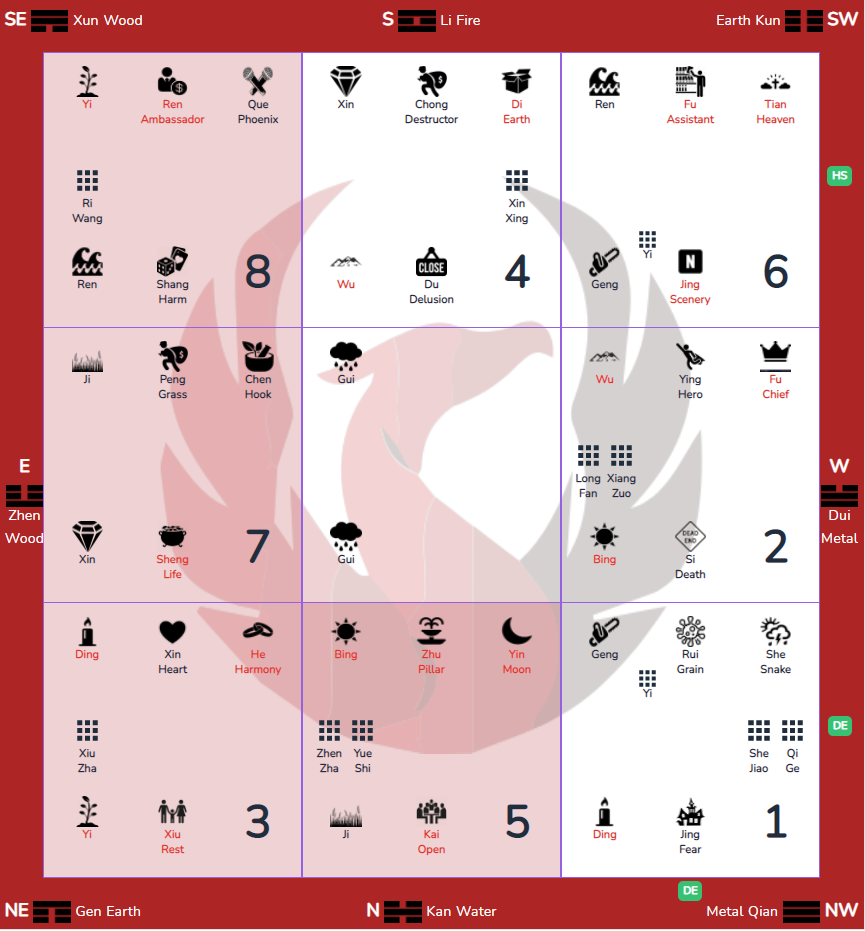 SE Xun Wood S Li Fire Earth Kun SW
Yi Ren Que Xin Chong Di Ren Fu Tian
Ambassador Phoenix Destructor Earth Assistant Heaven
HS
Ri Xin
Wang Xing
Yi
8 CLOSE 4 N 6
Ren Shang Wu Du Geng Jing
Harm Delusion Scenery
Ji Peng Chen Gui Wu Ying Fu
Grass Hook Hero Chief
E W
Long Xiang
Fan Zuo
Zhen Dui
Wood Metal
7 DEAD END 2
Xin Sheng Gui Bing Si
Life Death
Ding Xin He Bing Zhu Yin Geng Rui She
Heart Harmony Pillar Moon Grain Snake
Yi
DE
Xiu Zhen Yue She Qi
Zha Zha Shi Jiao Ge
3 5 1
Yi Xiu Ji Kai Ding Jing
Rest Open Fear
DE
NE Gen Earth N Kan Water Metal Qian NW